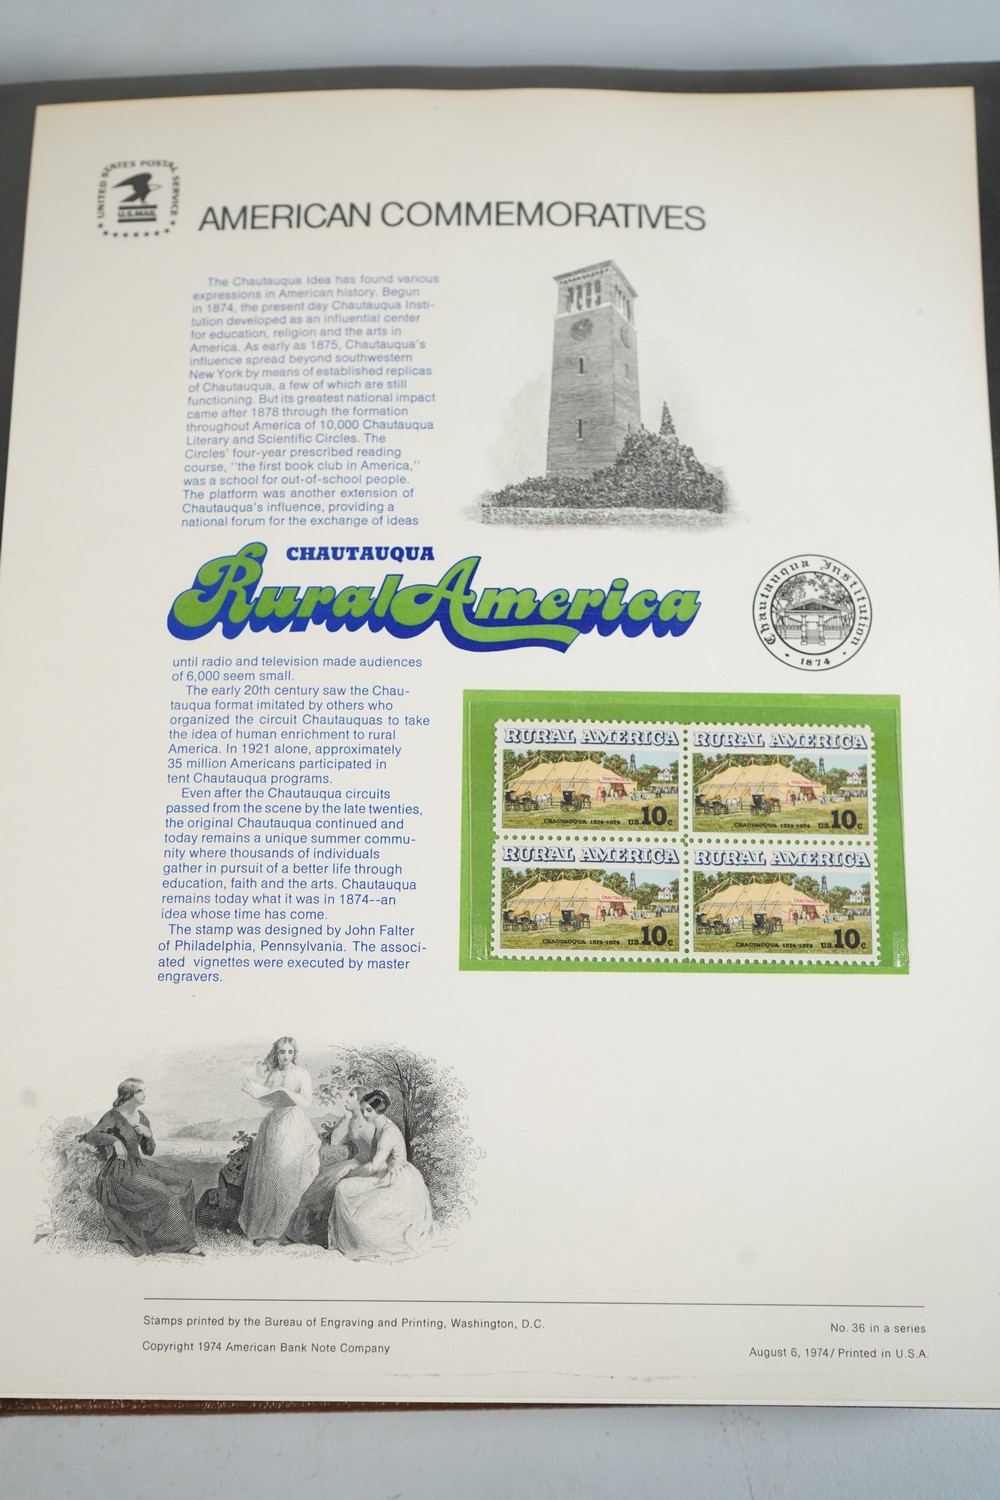 UNITED STATES POSTAL SERVICE
U.S. MAIL
AMERICAN COMMEMORATIVES
The Chautauqua Idea has found various
expressions in American history. Begun
in 1874, the present day Chautauqua Insti-
tution developed as an influential center
for education, religion and the arts in
America. As early as 1875, Chautauqua's
influence spread beyond southwestern
New York by means of established replicas
of Chautauqua, a few of which are still
functioning. But its greatest national impact
came after 1878 through the formation
throughout America of 10,000 Chautauqua
Literary and Scientific Circles. The
Circles' four-year prescribed reading
course, "the first book club in America,"
was a school for out-of-school people.
The platform was another extension of
Chautauqua's influence, providing a
national forum for the exchange of ideas
CHAUTAUQUA
Rural America
Chautauqua Institution
1874
until radio and television made audiences
of 6,000 seem small.
The early 20th century saw the Chau-
tauqua format imitated by others who
organized the circuit Chautauquas to take
the idea of human enrichment to rural
America. In 1921 alone, approximately
35 million Americans participated in
tent Chautauqua programs.
Even after the Chautauqua circuits
passed from the scene by the late twenties,
the original Chautauqua continued and
today remains a unique summer commu-
nity where thousands of individuals
gather in pursuit of a better life through
education, faith and the arts. Chautauqua
remains today what it was in 1874--an
idea whose time has come.
The stamp was designed by John Falter
of Philadelphia, Pennsylvania. The associ-
ated vignettes were executed by master
engravers.
RURAL AMERICA
CHAUTAUQUA
CHAUTAUQUA 1874-1974 U.S. 10c
RURAL AMERICA
CHAUTAUQUA
CHAUTAUQUA 1874-1974 U.S. 10c
RURAL AMERICA
CHAUTAUQUA
CHAUTAUQUA 1874-1974 U.S. 10c
RURAL AMERICA
CHAUTAUQUA
CHAUTAUQUA 1874-1974 U.S. 10c
Stamps printed by the Bureau of Engraving and Printing, Washington, D.C.
Copyright 1974 American Bank Note Company
No. 36 in a series
August 6, 1974/Printed in U.S.A.